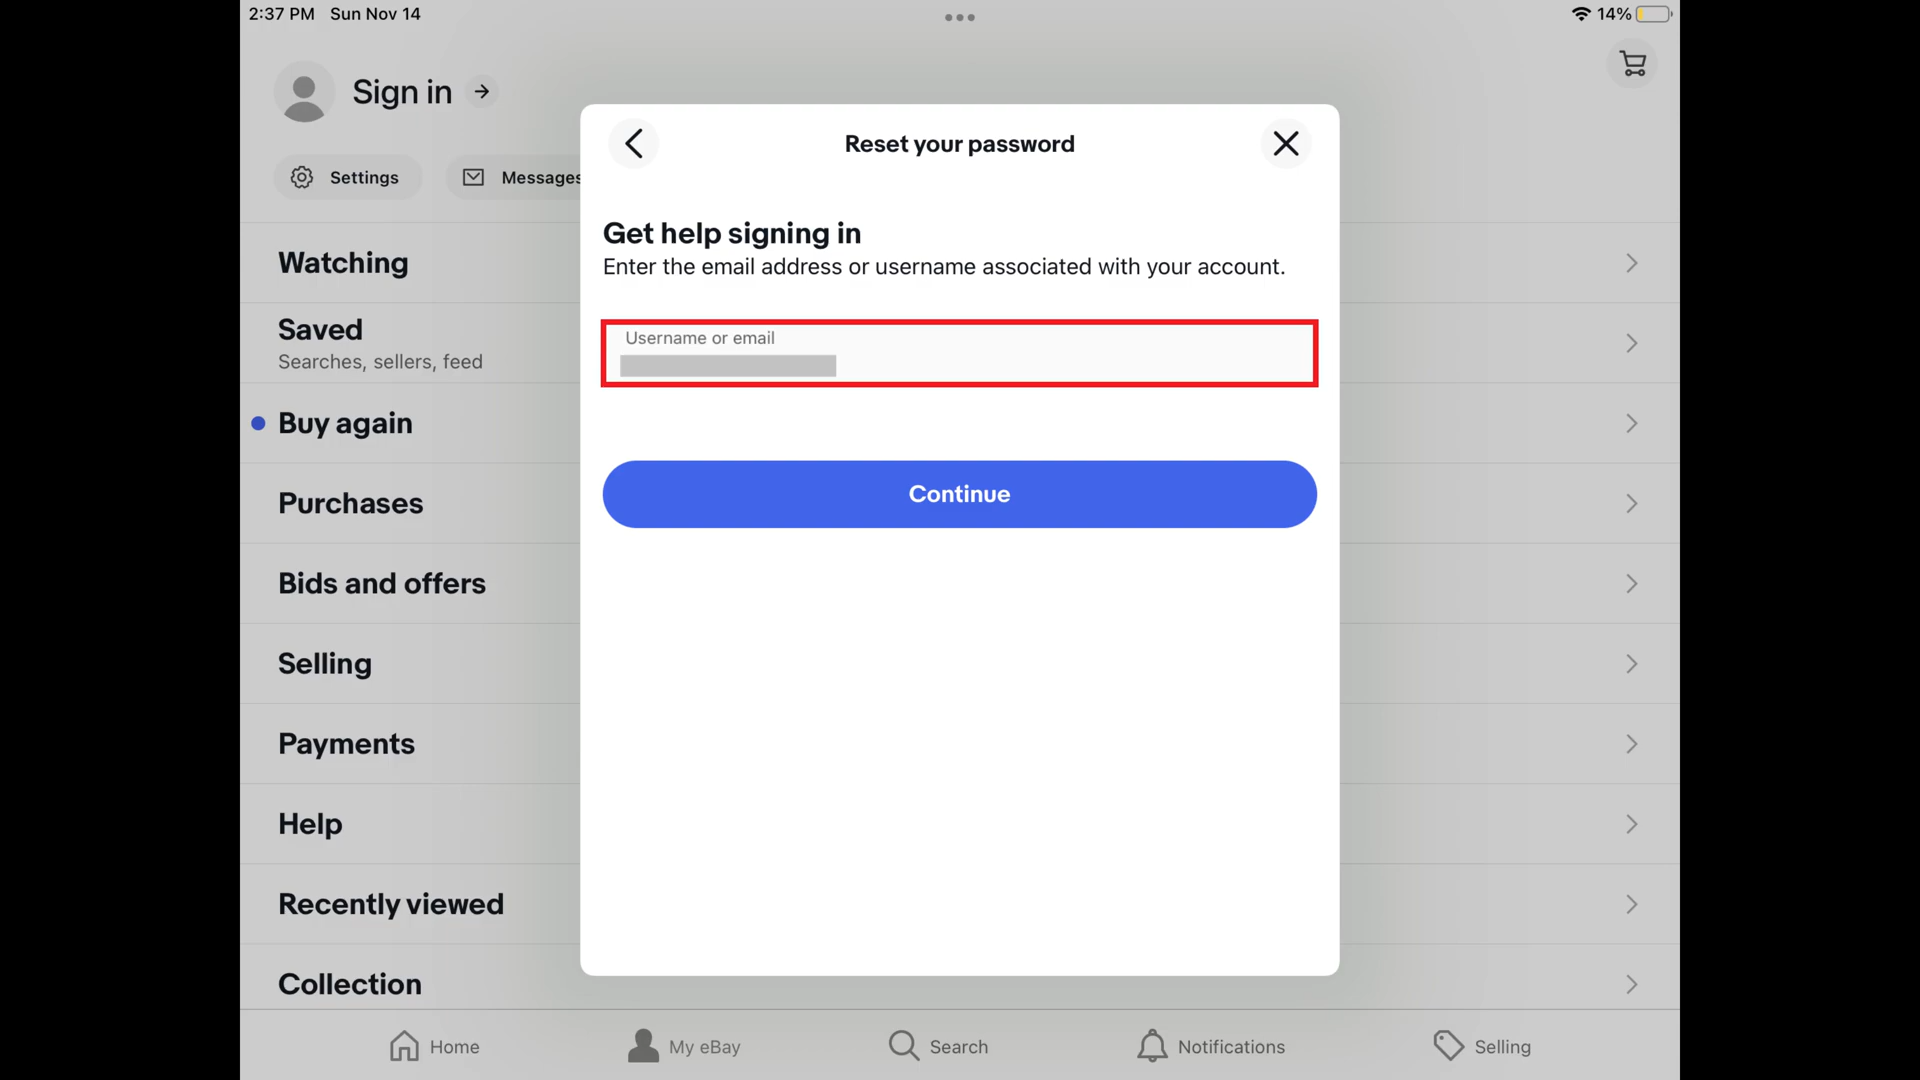 2:37 PM Sun Nov 14
14%
Sign in
Settings
Messages
Reset your password
Get help signing in
Enter the email address or username associated with your account.
Username or email
Continue
Watching
Saved
Searches, sellers, feed
Buy again
Purchases
Bids and offers
Selling
Payments
Help
Recently viewed
Collection
Home
My eBay
Search
Notifications
Selling